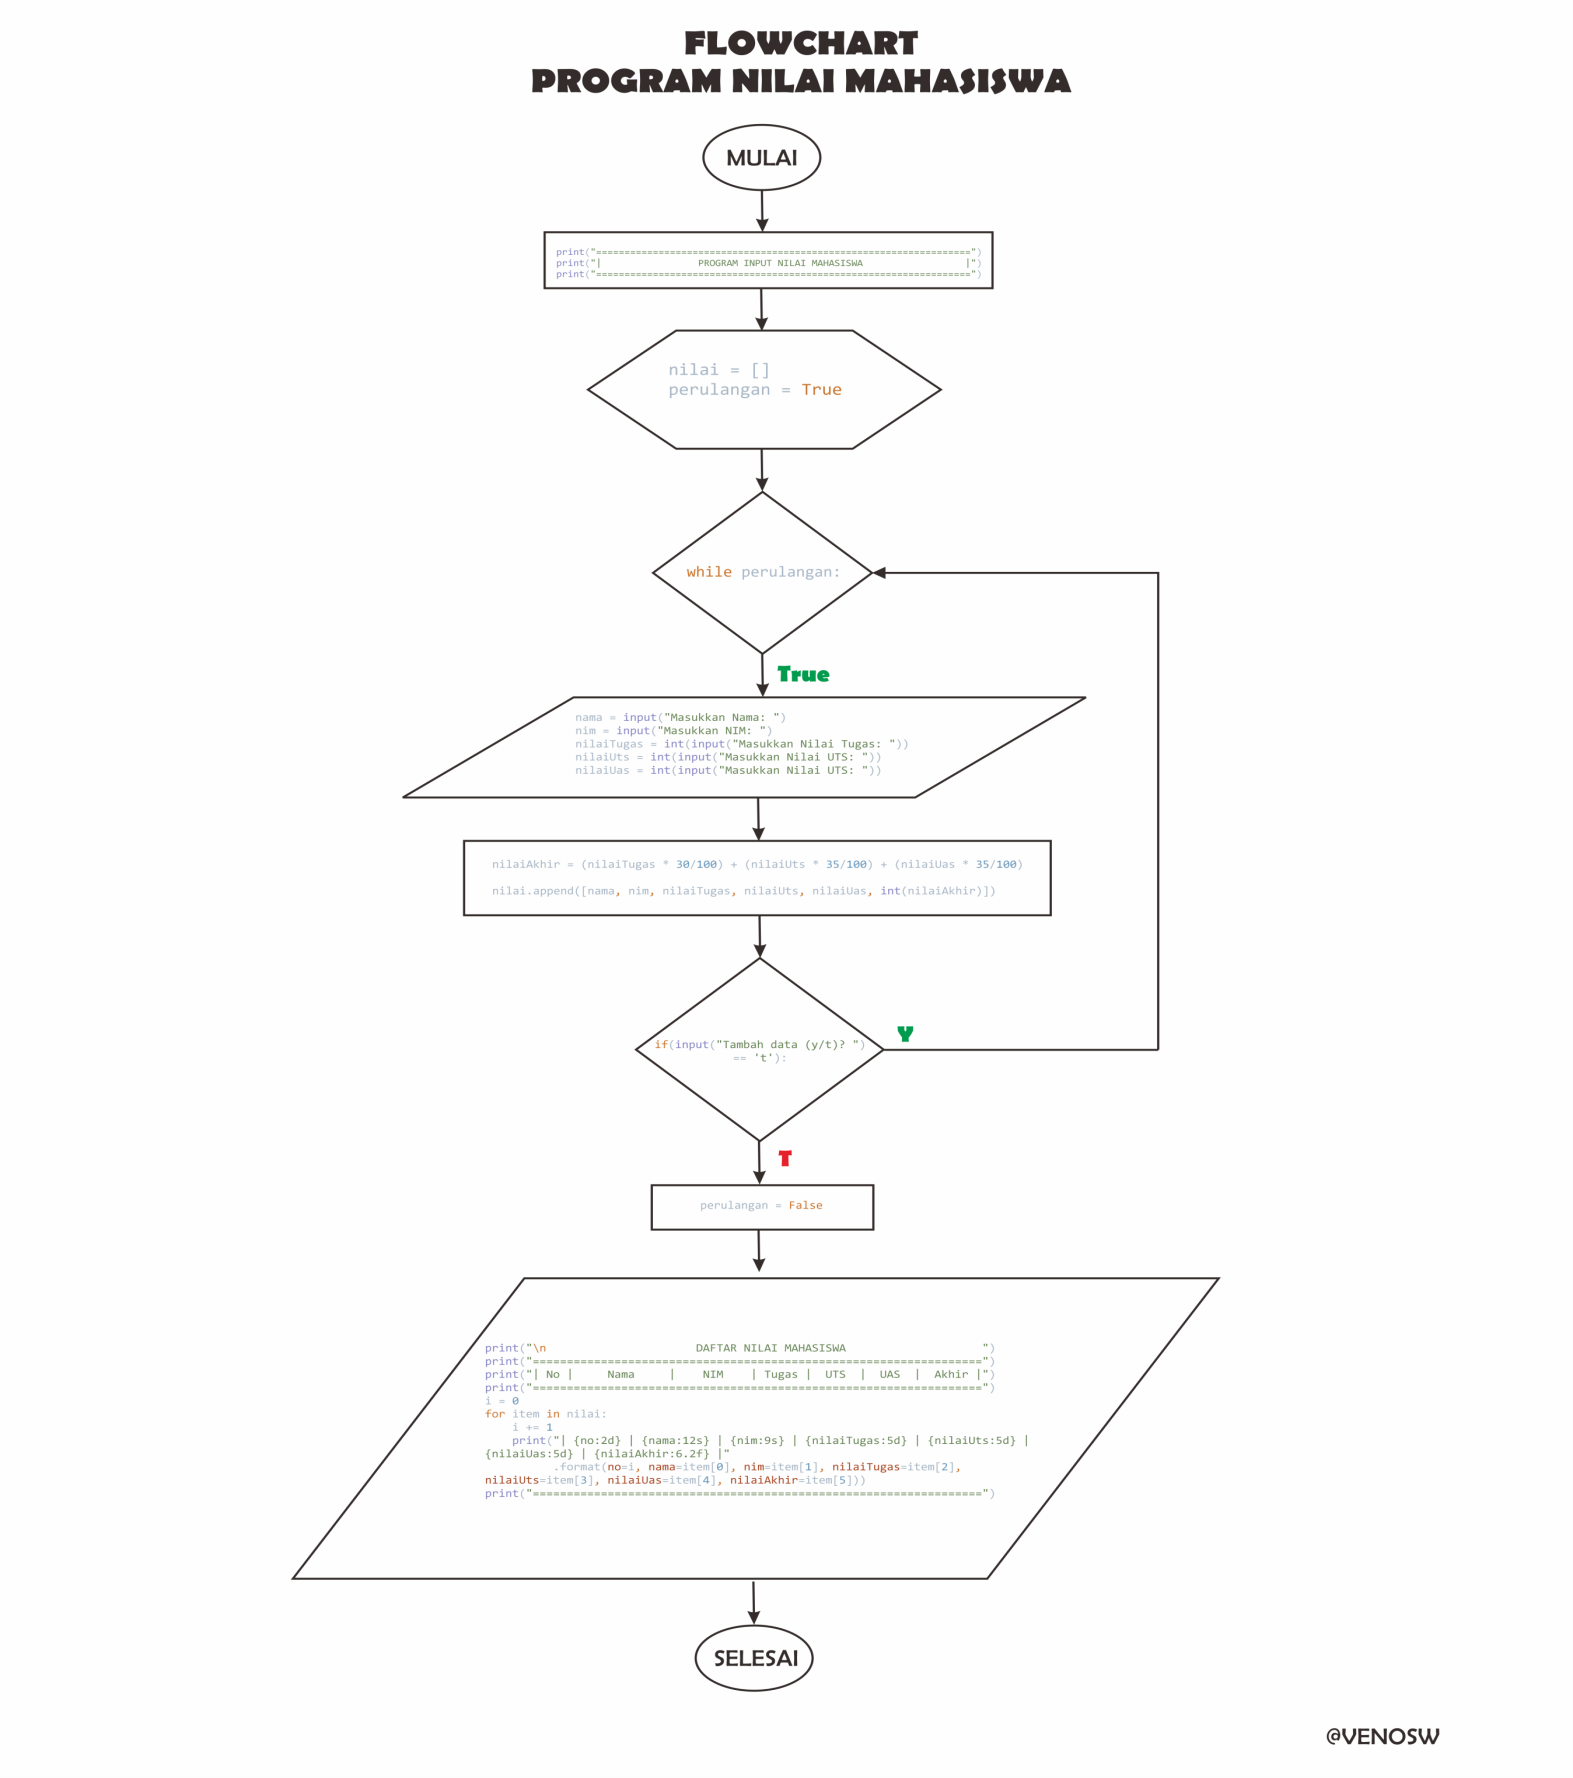 FLOWCHART
PROGRAM NILAI MAHASISWA
MULAI
print("==================================================================")
print("|                 PROGRAM INPUT NILAI MAHASISWA                  |")
print("==================================================================")
nilai = []
perulangan = True
while perulangan:
True
nama = input("Masukkan Nama: ")
nim = input("Masukkan NIM: ")
nilaiTugas = int(input("Masukkan Nilai Tugas: "))
nilaiUts = int(input("Masukkan Nilai UTS: "))
nilaiUas = int(input("Masukkan Nilai UTS: "))
nilaiAkhir = (nilaiTugas * 30/100) + (nilaiUts * 35/100) + (nilaiUas * 35/100)
nilai.append([nama, nim, nilaiTugas, nilaiUts, nilaiUas, int(nilaiAkhir)])
Y
if(input("Tambah data (y/t)? ")
== 't'):
T
perulangan = False
print("\n                      DAFTAR NILAI MAHASISWA                    ")
print("==================================================================")
print("| No |     Nama     |    NIM    | Tugas |  UTS  |  UAS  |  Akhir |")
print("==================================================================")
i = 0
for item in nilai:
    i += 1
    print("| {no:2d} | {nama:12s} | {nim:9s} | {nilaiTugas:5d} | {nilaiUts:5d} |
{nilaiUas:5d} | {nilaiAkhir:6.2f} |"
          .format(no=i, nama=item[0], nim=item[1], nilaiTugas=item[2],
nilaiUts=item[3], nilaiUas=item[4], nilaiAkhir=item[5]))
print("==================================================================")
SELESAI
@VENOSW